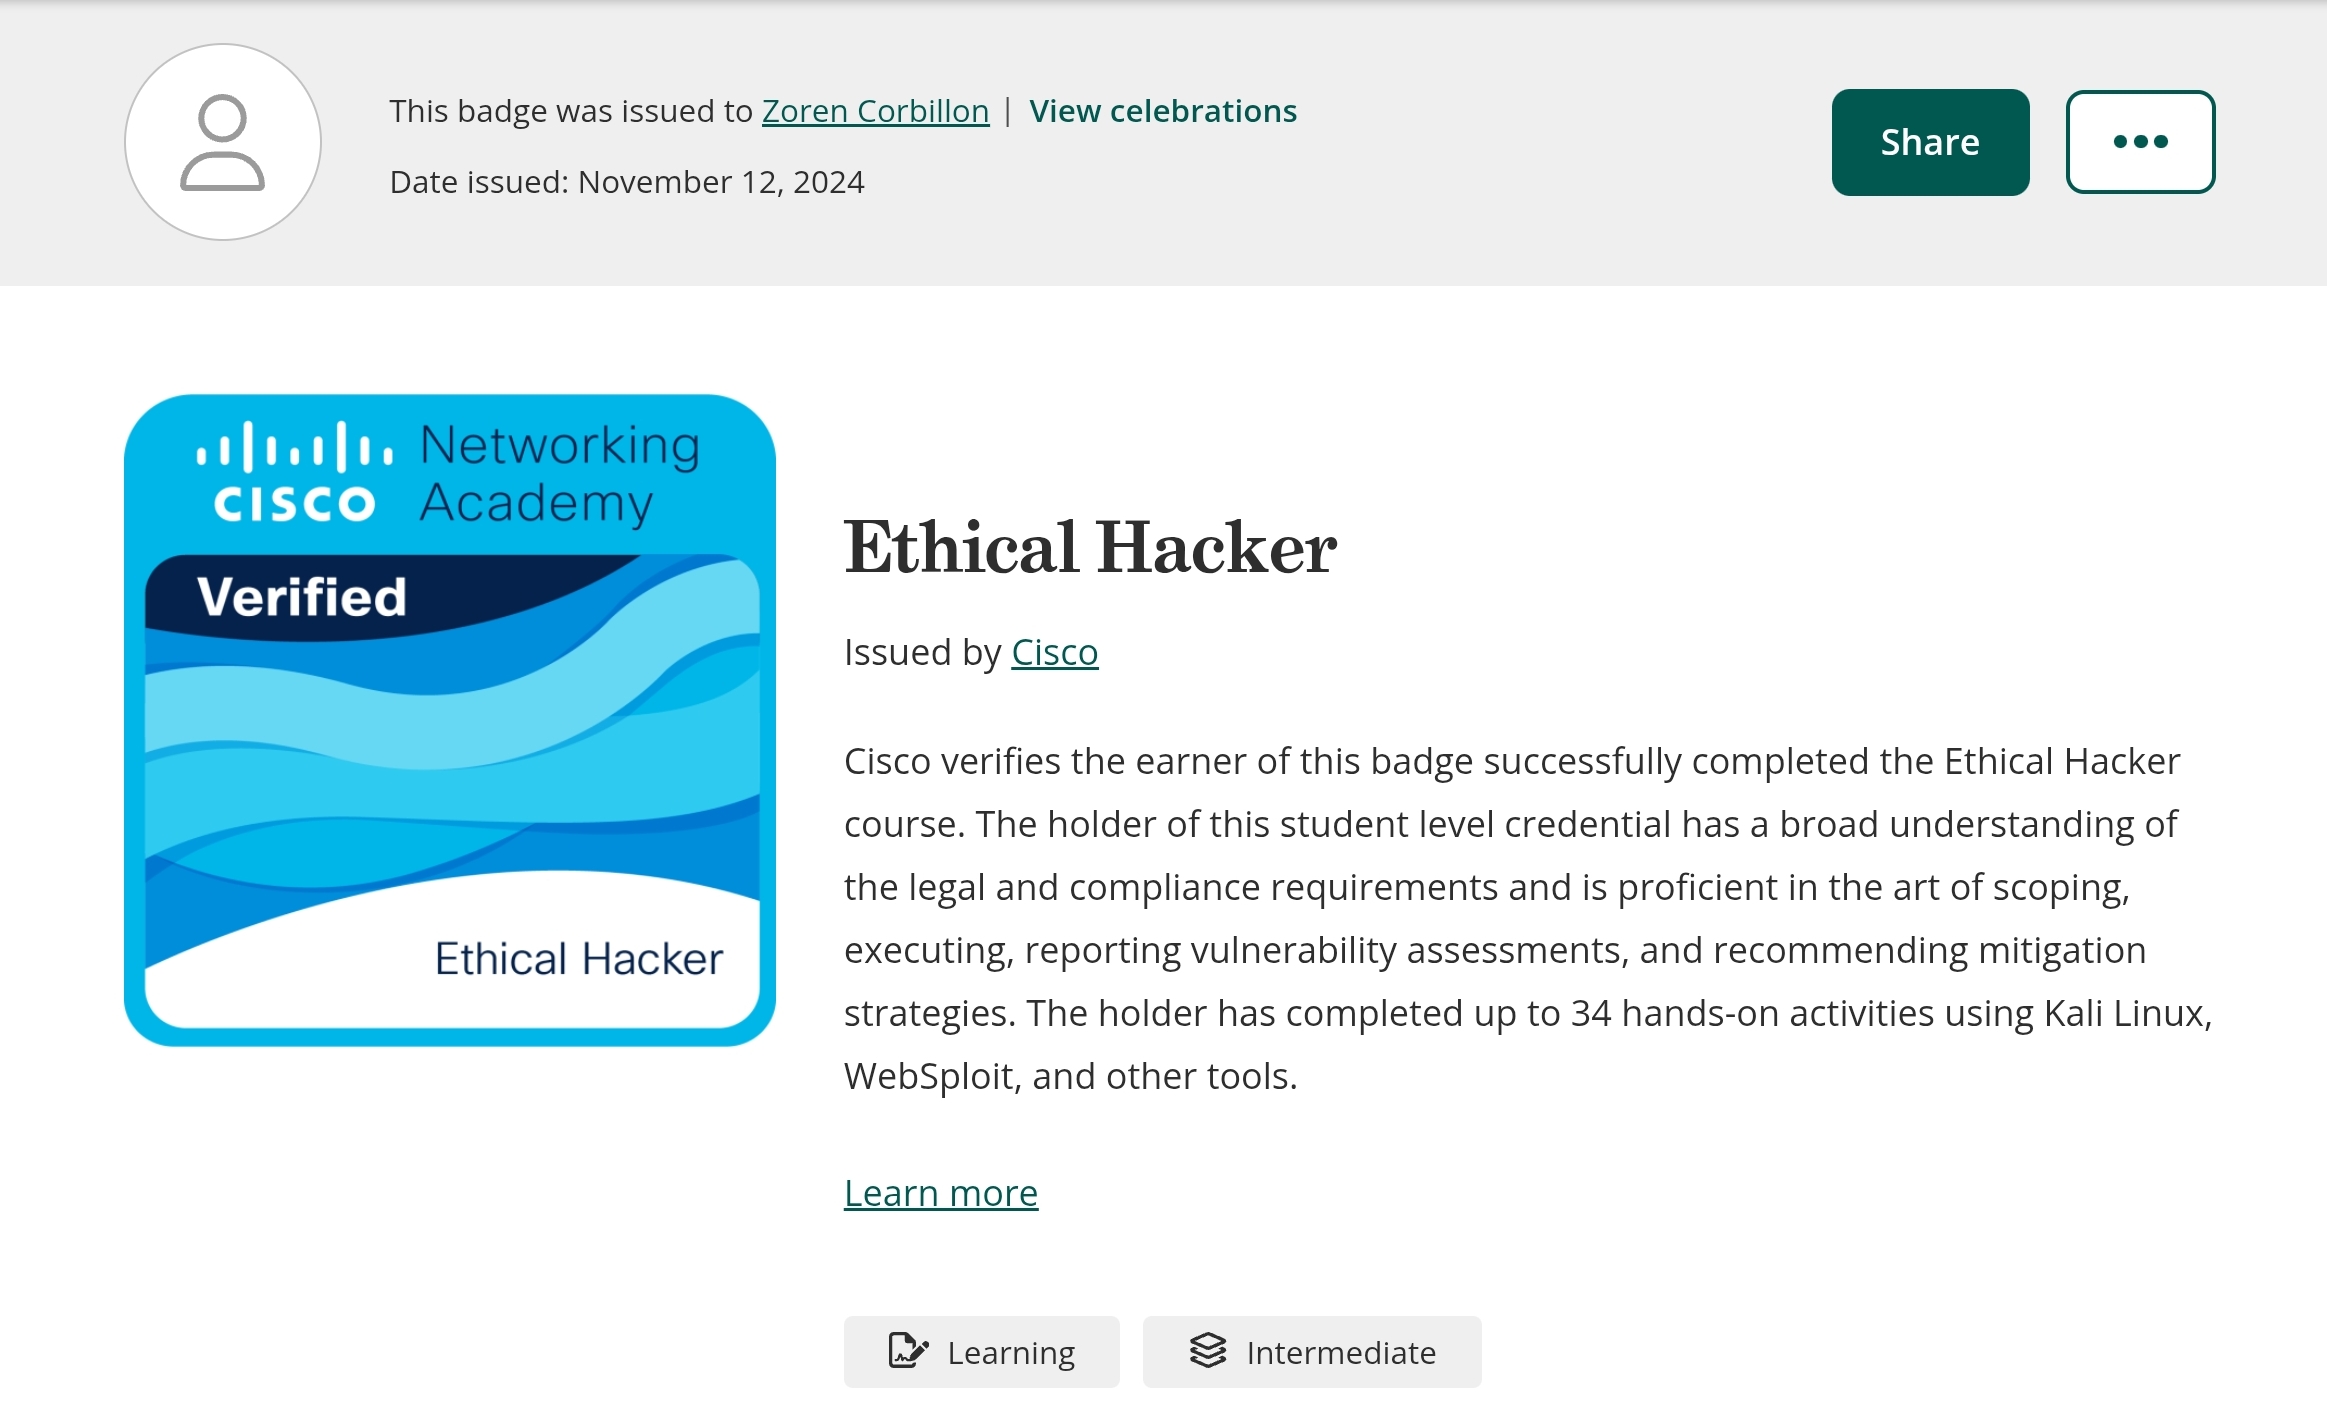 This badge was issued to Zoren Corbillon | View celebrations
Date issued: November 12, 2024
Share
CISCO Networking Academy
Verified
Ethical Hacker
Ethical Hacker
Issued by Cisco
Cisco verifies the earner of this badge successfully completed the Ethical Hacker
course. The holder of this student level credential has a broad understanding of
the legal and compliance requirements and is proficient in the art of scoping,
executing, reporting vulnerability assessments, and recommending mitigation
strategies. The holder has completed up to 34 hands-on activities using Kali Linux,
WebSploit, and other tools.
Learn more
Learning
Intermediate